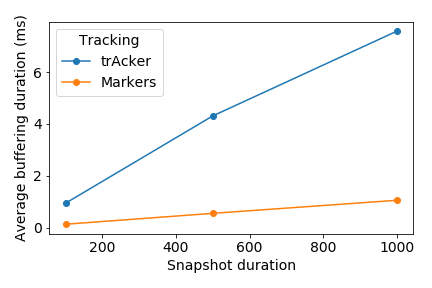 Average buffering duration (ms)
Tracking
trAcker
Markers
6
4
2
0
200 400 600 800 1000
Snapshot duration